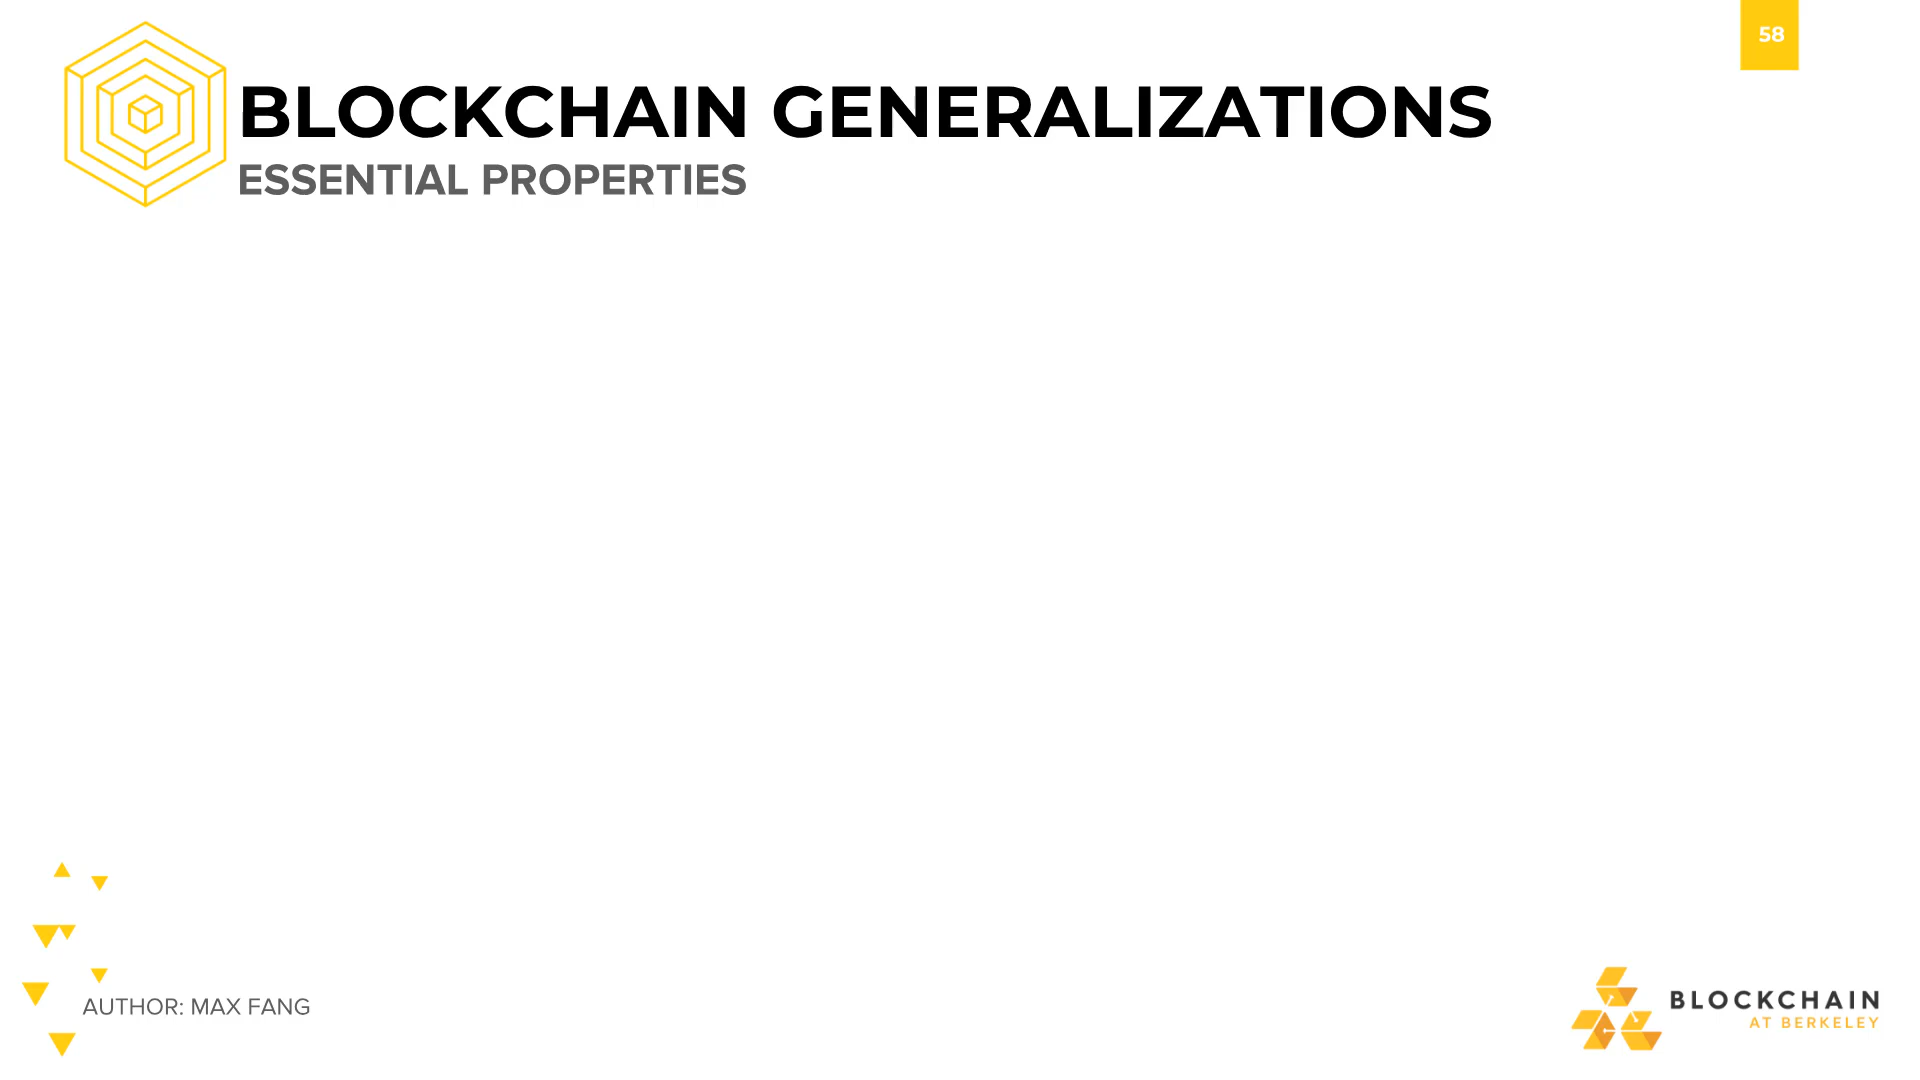 58
BLOCKCHAIN GENERALIZATIONS
ESSENTIAL PROPERTIES
AUTHOR: MAX FANG
BLOCKCHAIN
AT BERKELEY